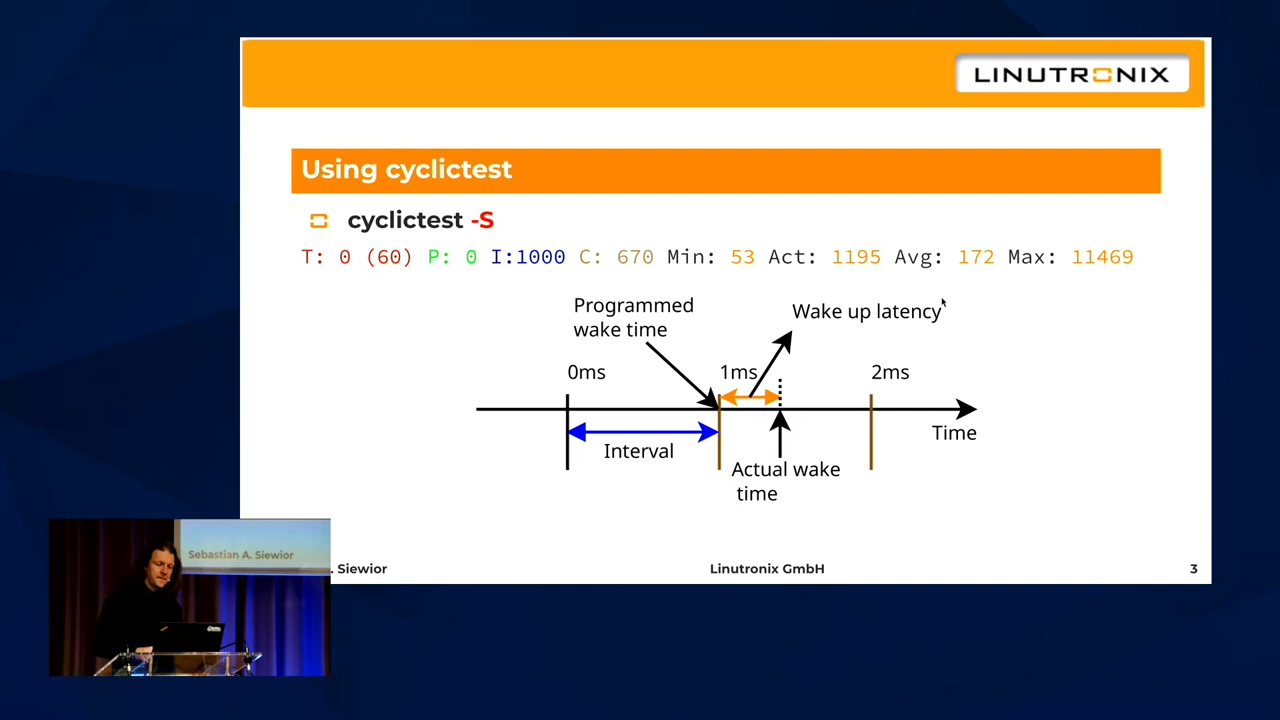 LINUTRONIX
Using cyclictest
cyclictest -S
T: 0 (60) P: 0 I:1000 C: 670 Min: 53 Act: 1195 Avg: 172 Max: 11469
Programmed
wake time
Wake up latency
0ms
1ms
2ms
Interval
Time
Actual wake
time
Sebastian A. Siewior
. Siewior
Linutronix GmbH
3